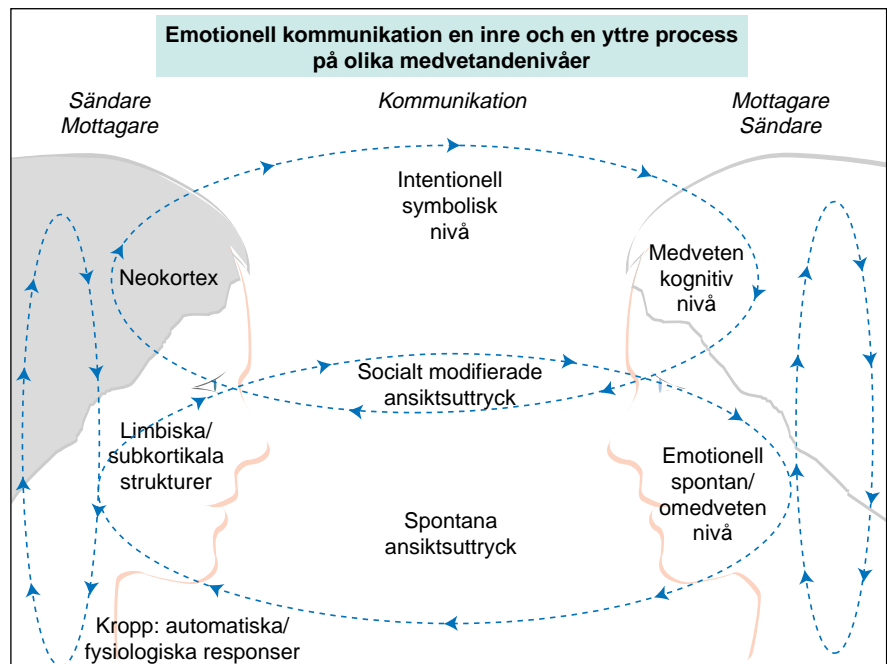 Emotionell kommunikation en inre och en yttre process
på olika medvetandenivåer
Sändare
Mottagare
Kommunikation
Mottagare
Sändare
Intentionell
symbolisk
nivå
Neokortex
Medveten
kognitiv
nivå
Socialt modifierade
ansiktsuttryck
Limbiska/
subkortikala
strukturer
Emotionell
spontan/
omedveten
nivå
Spontana
ansiktsuttryck
Kropp: automatiska/
fysiologiska responser